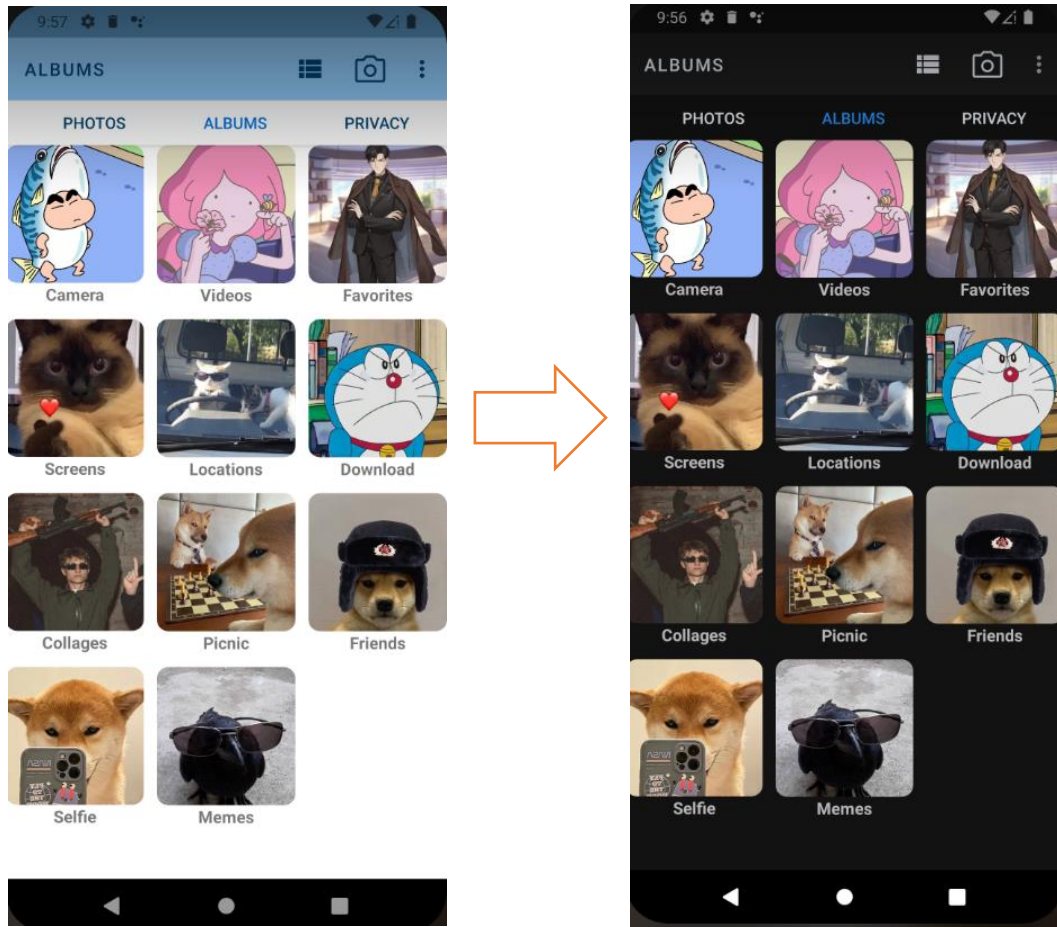 9:57
ALBUMS
PHOTOS ALBUMS PRIVACY
Camera Videos Favorites
Screens Locations Download
Collages Picnic Friends
Selfie Memes
9:56
ALBUMS
PHOTOS ALBUMS PRIVACY
Camera Videos Favorites
Screens Locations Download
Collages Picnic Friends
Selfie Memes